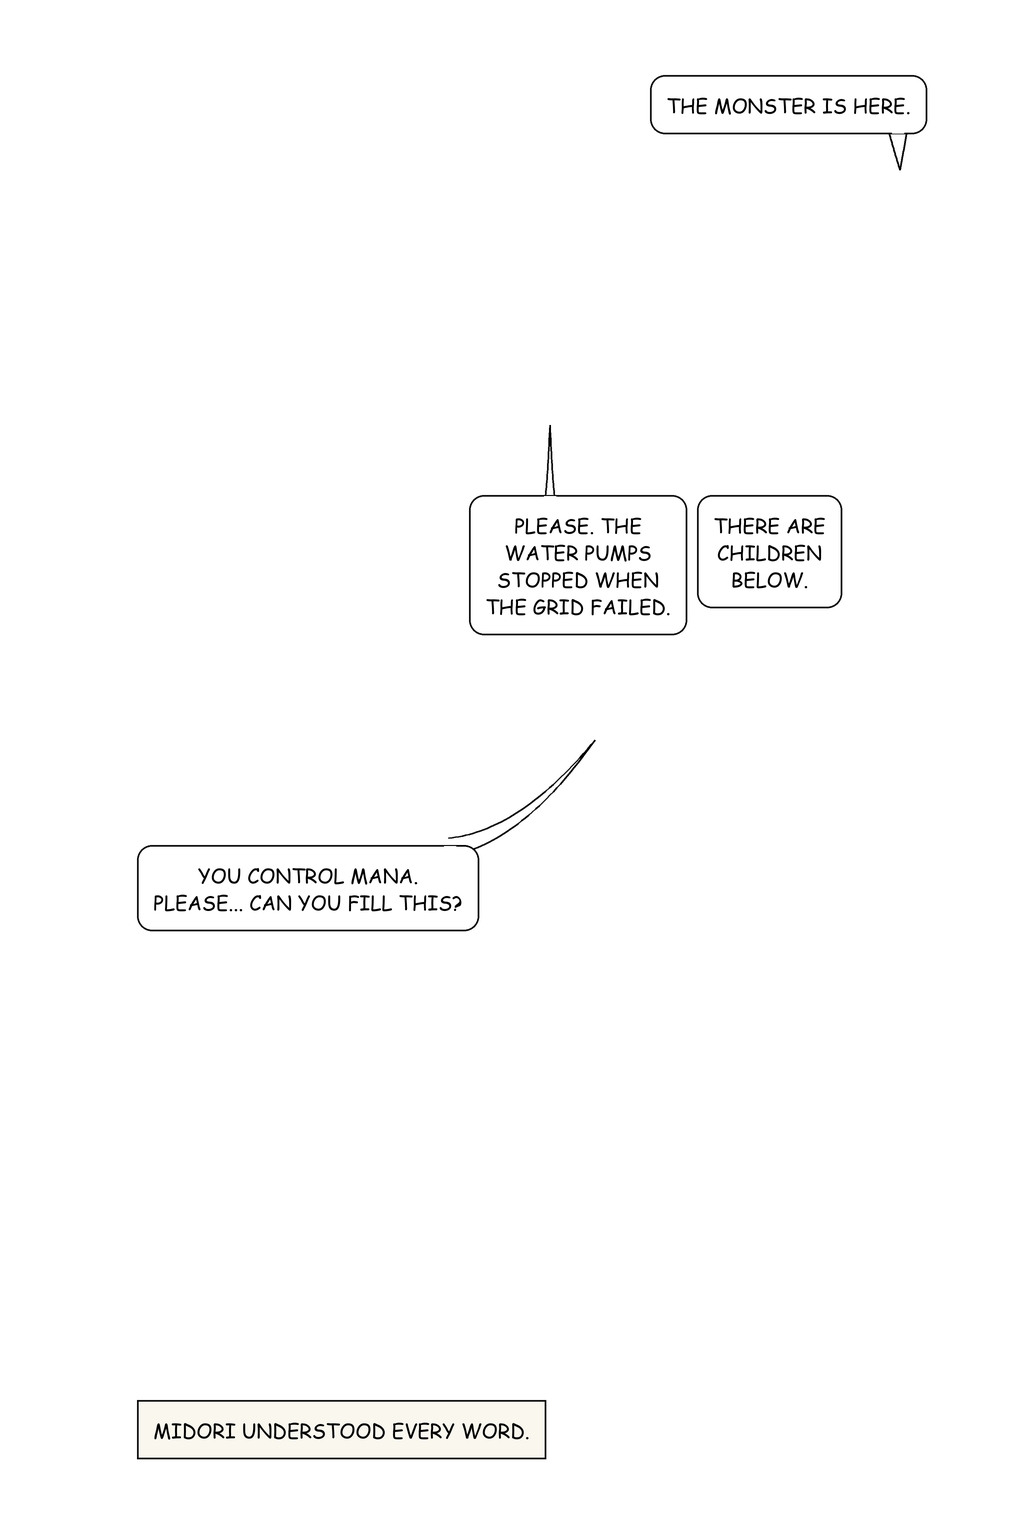 THE MONSTER IS HERE.
PLEASE. THE
WATER PUMPS
STOPPED WHEN
THE GRID FAILED.
THERE ARE
CHILDREN
BELOW.
YOU CONTROL MANA.
PLEASE... CAN YOU FILL THIS?
MIDORI UNDERSTOOD EVERY WORD.